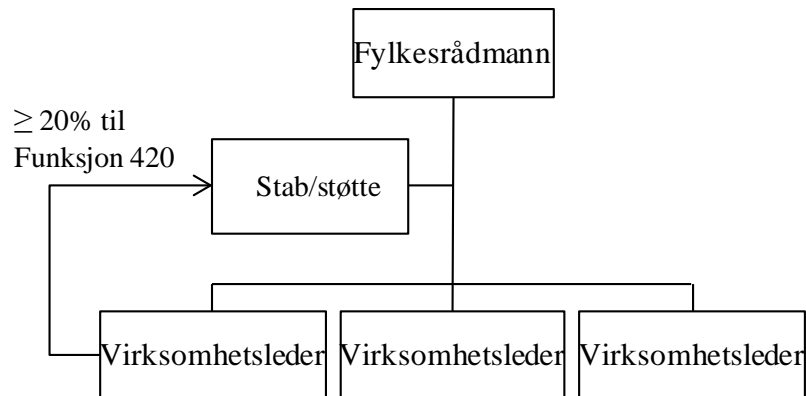 Fylkesrådmann
≥ 20% til
Funksjon 420
Stab/støtte
Virksomhetsleder
Virksomhetsleder
Virksomhetsleder